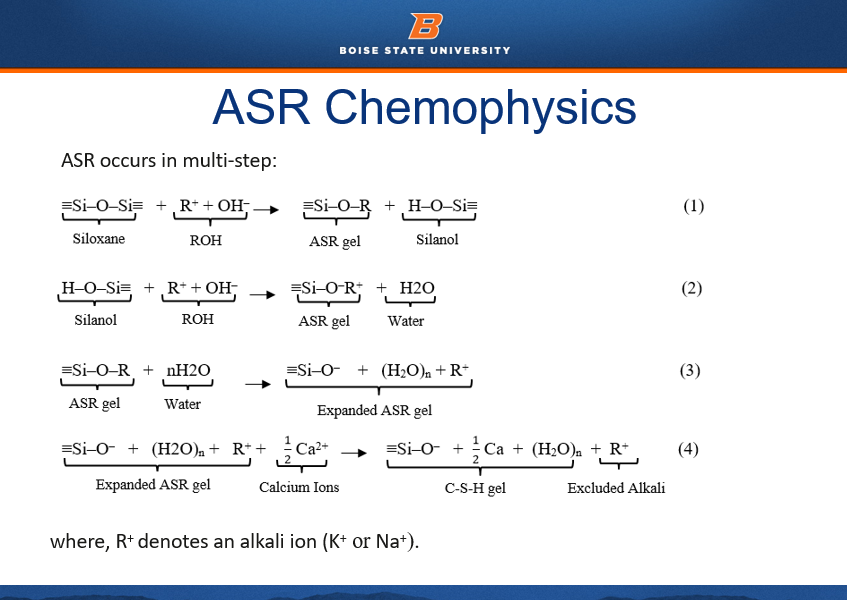 B
BOISE STATE UNIVERSITY
ASR Chemophysics
ASR occurs in multi-step:
≡Si–O–Si≡ + R⁺ + OH⁻ → ≡Si–O–R + H–O–Si≡ (1)
Siloxane ROH ASR gel Silanol
H–O–Si≡ + R⁺ + OH⁻ → ≡Si–O⁻R⁺ + H2O (2)
Silanol ROH ASR gel Water
≡Si–O–R + nH2O → ≡Si–O⁻ + (H₂O)ₙ + R⁺ (3)
ASR gel Water Expanded ASR gel
≡Si–O⁻ + (H2O)ₙ + R⁺ + ½ Ca²⁺ → ≡Si–O⁻ + ½ Ca + (H₂O)ₙ + R⁺ (4)
Expanded ASR gel Calcium Ions C-S-H gel Excluded Alkali
where, R⁺ denotes an alkali ion (K⁺ or Na⁺).